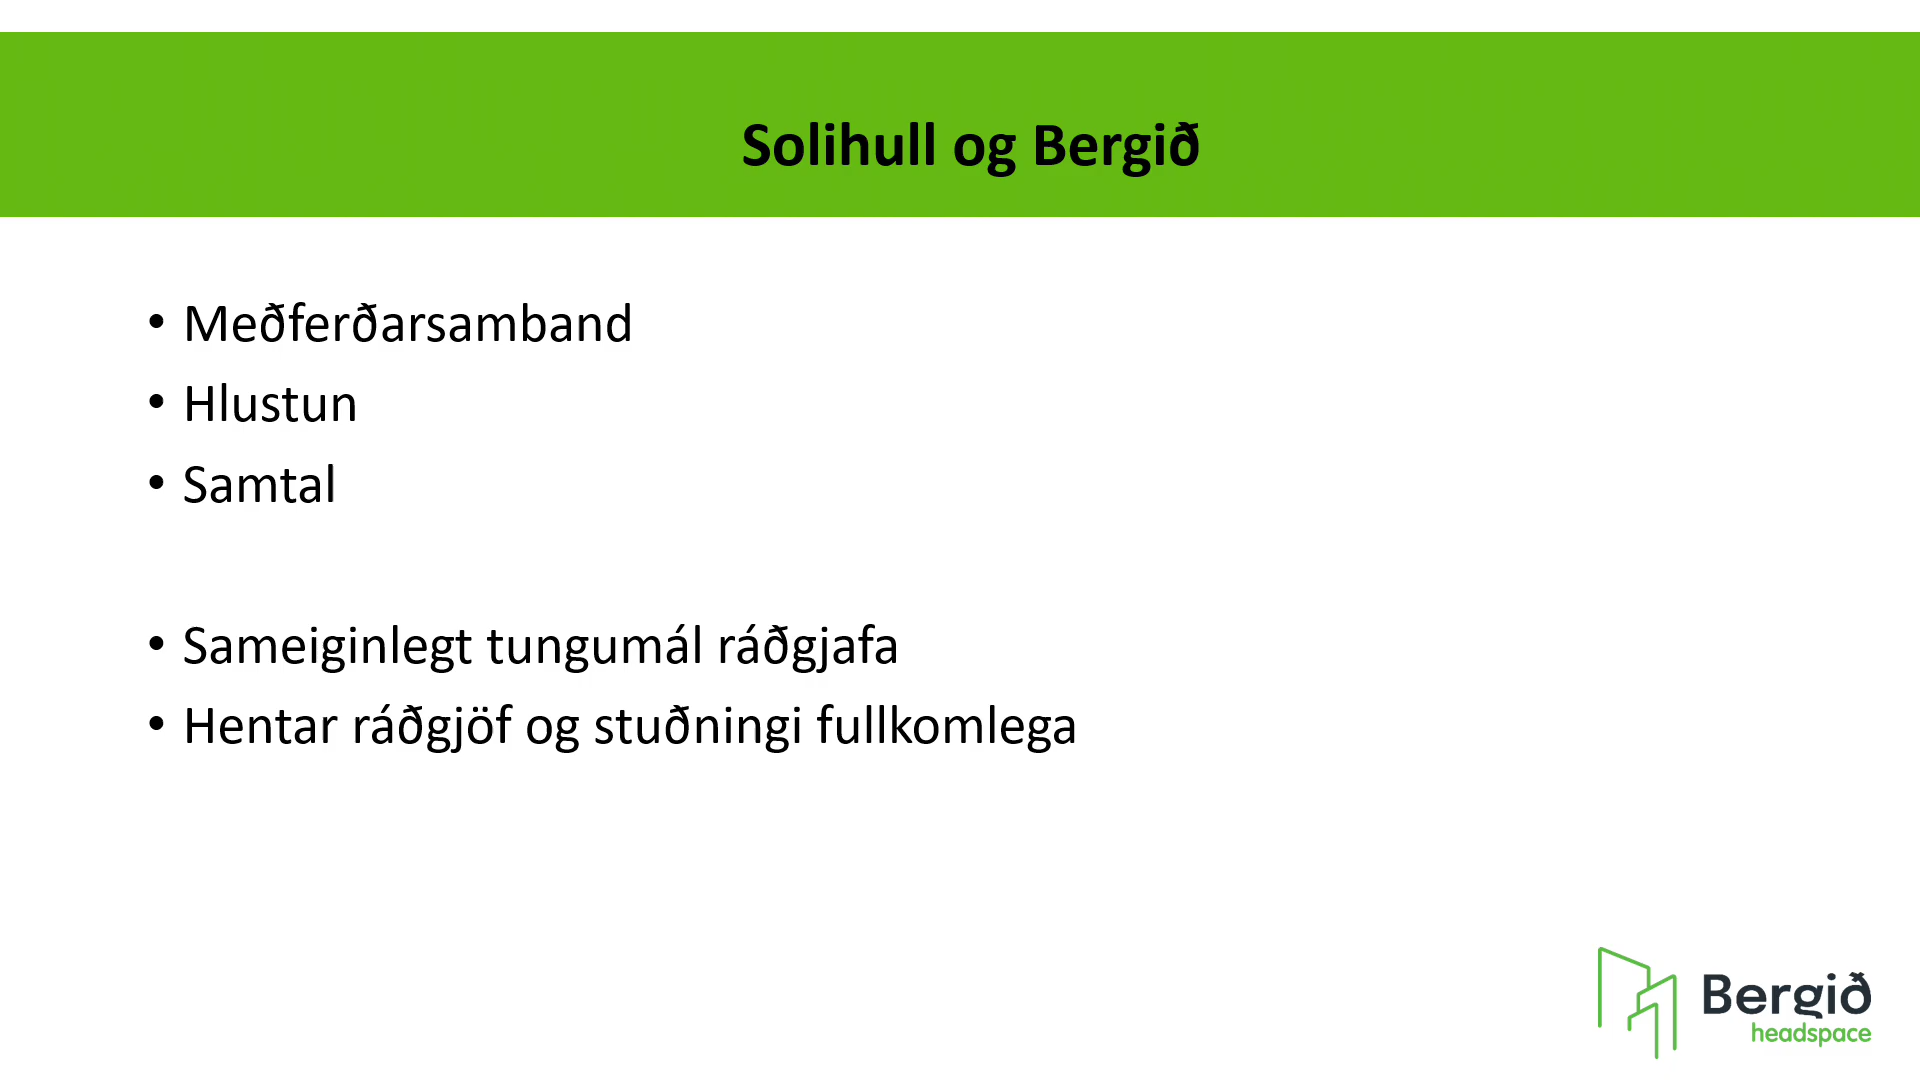 Solihull og Bergið
• Meðferðarsamband
• Hlustun
• Samtal
• Sameiginlegt tungumál ráðgjafa
• Hentar ráðgjöf og stuðningi fullkomlega
Bergið
headspace